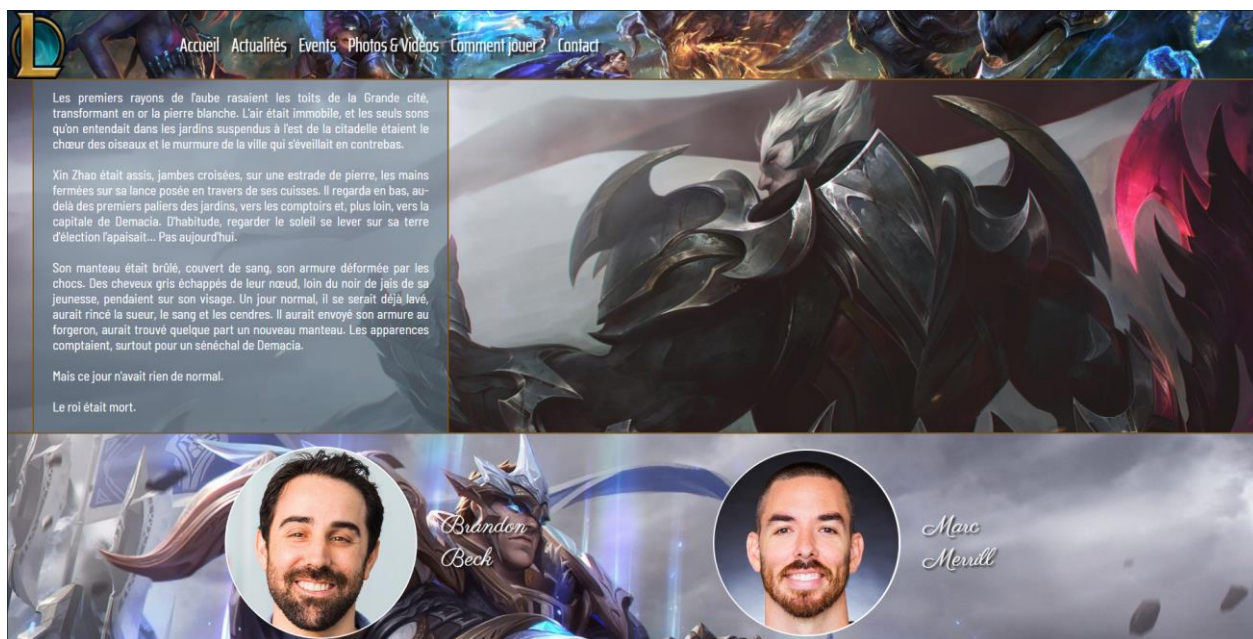 Accueil Actualités Events Photos & Vidéos Comment jouer? Contact
Les premiers rayons de l'aube rasaient les toits de la Grande cité,
transformant en or la pierre blanche. L'air était immobile, et les seuls sons
qu'on entendait dans les jardins suspendus à l'est de la citadelle étaient le
chœur des oiseaux et le murmure de la ville qui s'éveillait en contrebas.
Xin Zhao était assis, jambes croisées, sur une estrade de pierre, les mains
fermées sur sa lance posée en travers de ses cuisses. Il regarda en bas, au-
delà des premiers paliers des jardins, vers les comptoirs et, plus loin, vers la
capitale de Demacia. D'habitude, regarder le soleil se lever sur sa terre
d'élection l'apaisait... Pas aujourd'hui.
Son manteau était brûlé, couvert de sang, son armure déformée par les
chocs. Des cheveux gris échappés de leur nœud, loin du noir de jais de sa
jeunesse, pendaient sur son visage. Un jour normal, il se serait déjà lavé,
aurait rincé la sueur, le sang et les cendres. Il aurait envoyé son armure au
forgeron, aurait trouvé quelque part un nouveau manteau. Les apparences
comptaient, surtout pour un sénéchal de Demacia.
Mais ce jour n'avait rien de normal.
Le roi était mort.
Brandon
Beck
Marc
Merrill